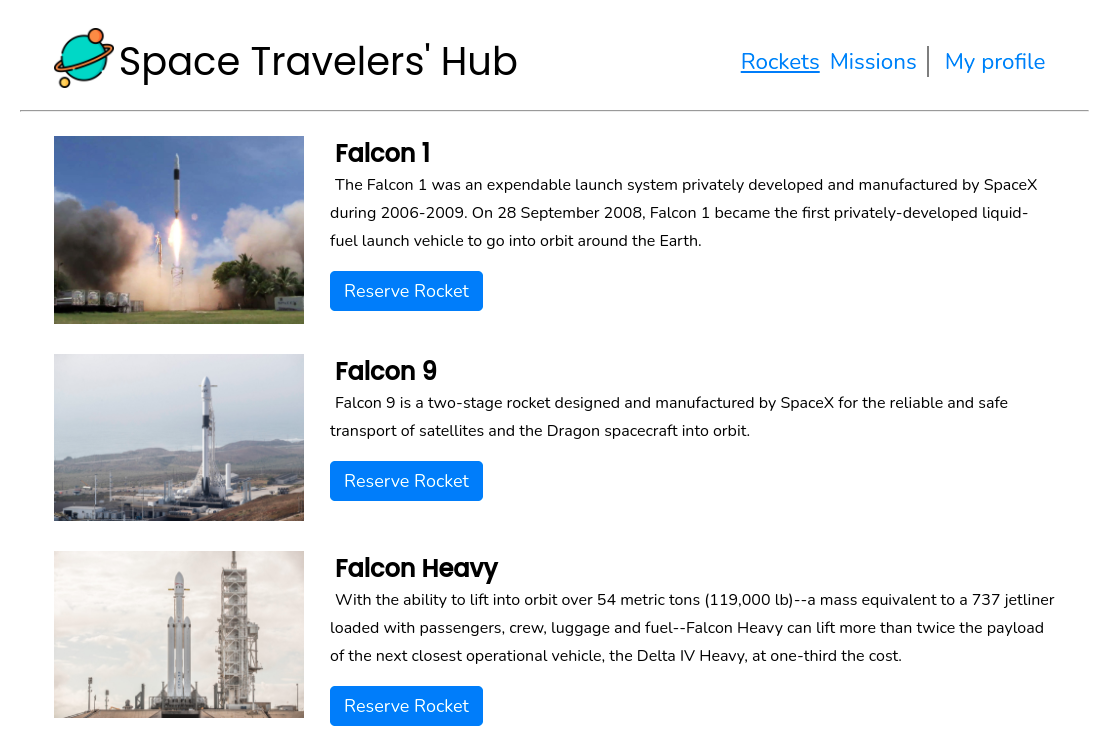 Space Travelers' Hub
Rockets Missions My profile
Falcon 1
The Falcon 1 was an expendable launch system privately developed and manufactured by SpaceX
during 2006-2009. On 28 September 2008, Falcon 1 became the first privately-developed liquid-
fuel launch vehicle to go into orbit around the Earth.
Reserve Rocket
Falcon 9
Falcon 9 is a two-stage rocket designed and manufactured by SpaceX for the reliable and safe
transport of satellites and the Dragon spacecraft into orbit.
Reserve Rocket
Falcon Heavy
With the ability to lift into orbit over 54 metric tons (119,000 lb)--a mass equivalent to a 737 jetliner
loaded with passengers, crew, luggage and fuel--Falcon Heavy can lift more than twice the payload
of the next closest operational vehicle, the Delta IV Heavy, at one-third the cost.
Reserve Rocket